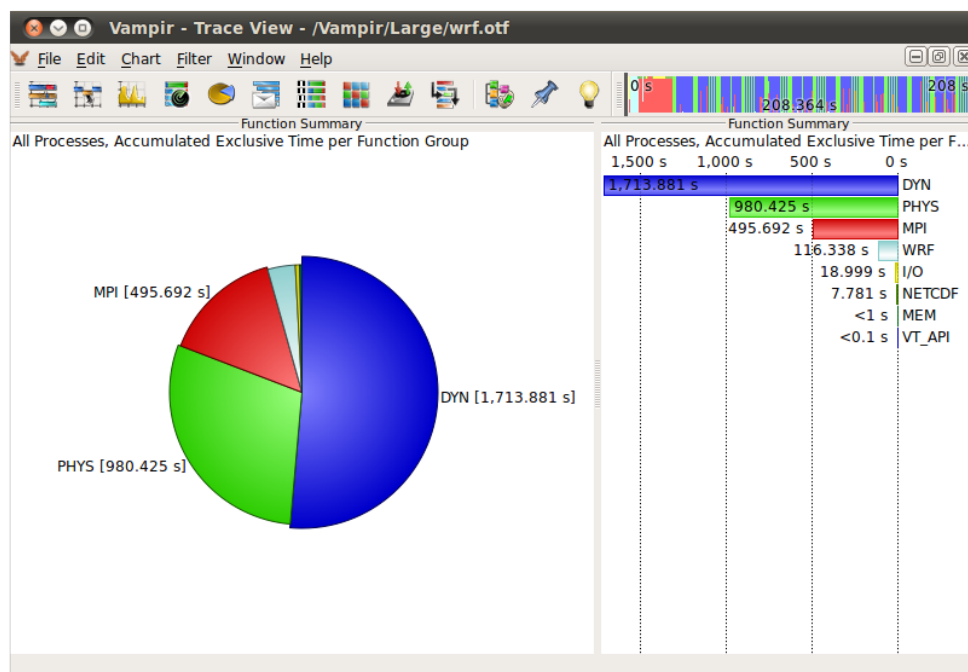 Vampir - Trace View - /Vampir/Large/wrf.otf
File Edit Chart Filter Window Help
0 s 208 s
208.364 s
Function Summary
All Processes, Accumulated Exclusive Time per Function Group
MPI [495.692 s]
DYN [1,713.881 s]
PHYS [980.425 s]
Function Summary
All Processes, Accumulated Exclusive Time per F...
1,500 s 1,000 s 500 s 0 s
1,713.881 s DYN
980.425 s PHYS
495.692 s MPI
116.338 s WRF
18.999 s I/O
7.781 s NETCDF
<1 s MEM
<0.1 s VT_API